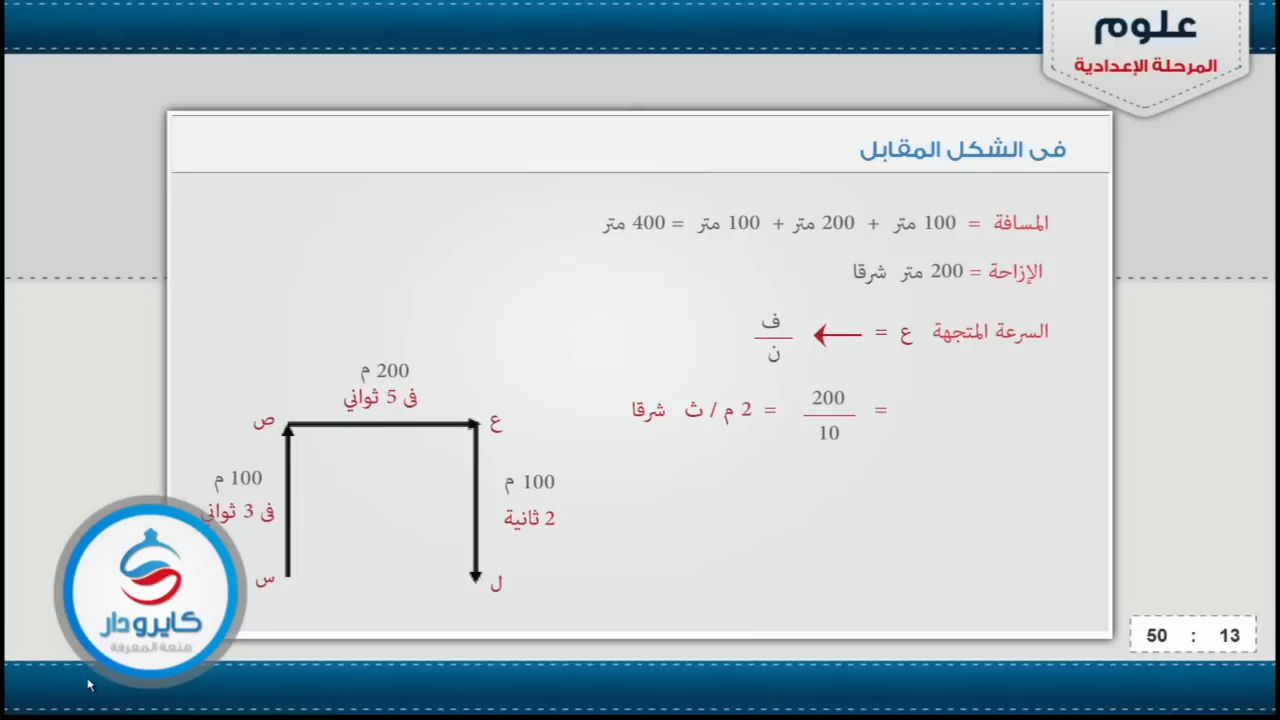 علوم
المرحلة الإعدادية
فى الشكل المقابل
المسافة = 100 متر + 200 متر + 100 متر = 400 متر
الإزاحة = 200 متر شرقا
السرعة المتجهة ع = ف
ن
= 200 = 2 م / ث شرقا
10
200 م
فى 5 ثواني
ص
ع
100 م
فى 3 ثواني
100 م
2 ثانية
س
ل
كايرودار
متعة المعرفة
50 : 13